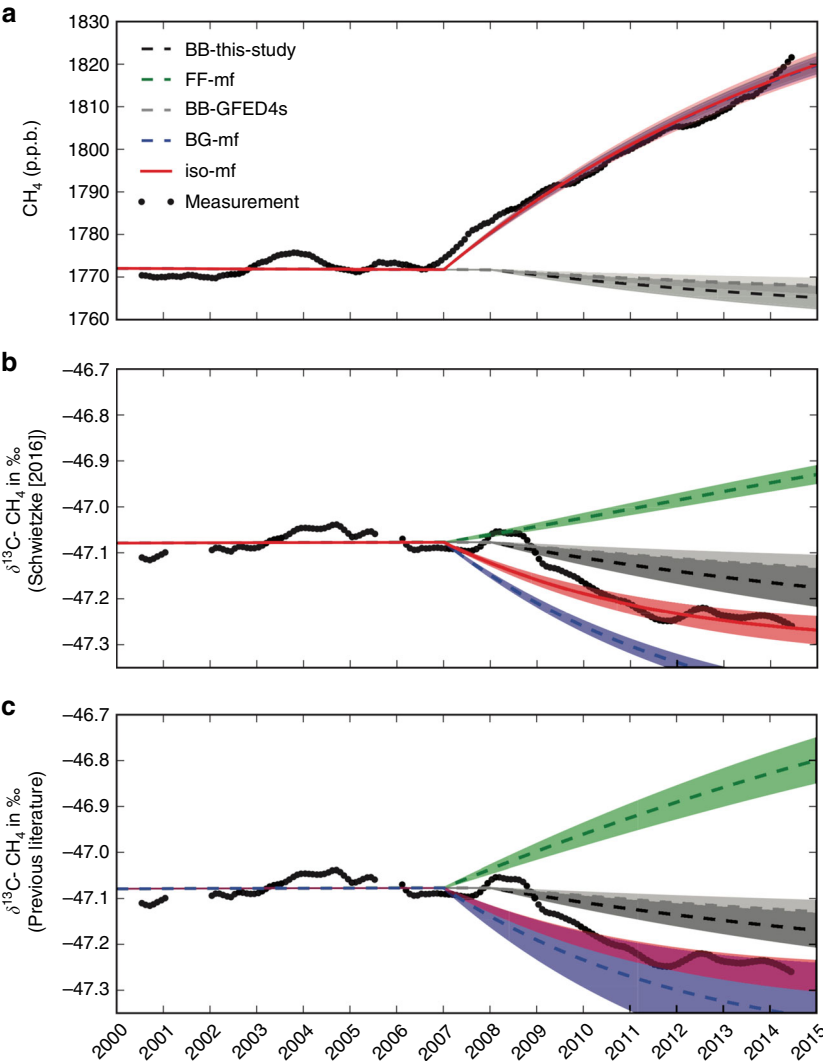 a
1830
1820
1810
1800
1790
1780
1770
1760
CH4 (p.p.b.)
BB-this-study
FF-mf
BB-GFED4s
BG-mf
iso-mf
Measurement
b
−46.7
−46.8
−46.9
−47.0
−47.1
−47.2
−47.3
δ13C- CH4 in ‰
(Schwietzke [2016])
c
−46.7
−46.8
−46.9
−47.0
−47.1
−47.2
−47.3
δ13C- CH4 in ‰
(Previous literature)
2000 2001 2002 2003 2004 2005 2006 2007 2008 2009 2010 2011 2012 2013 2014 2015